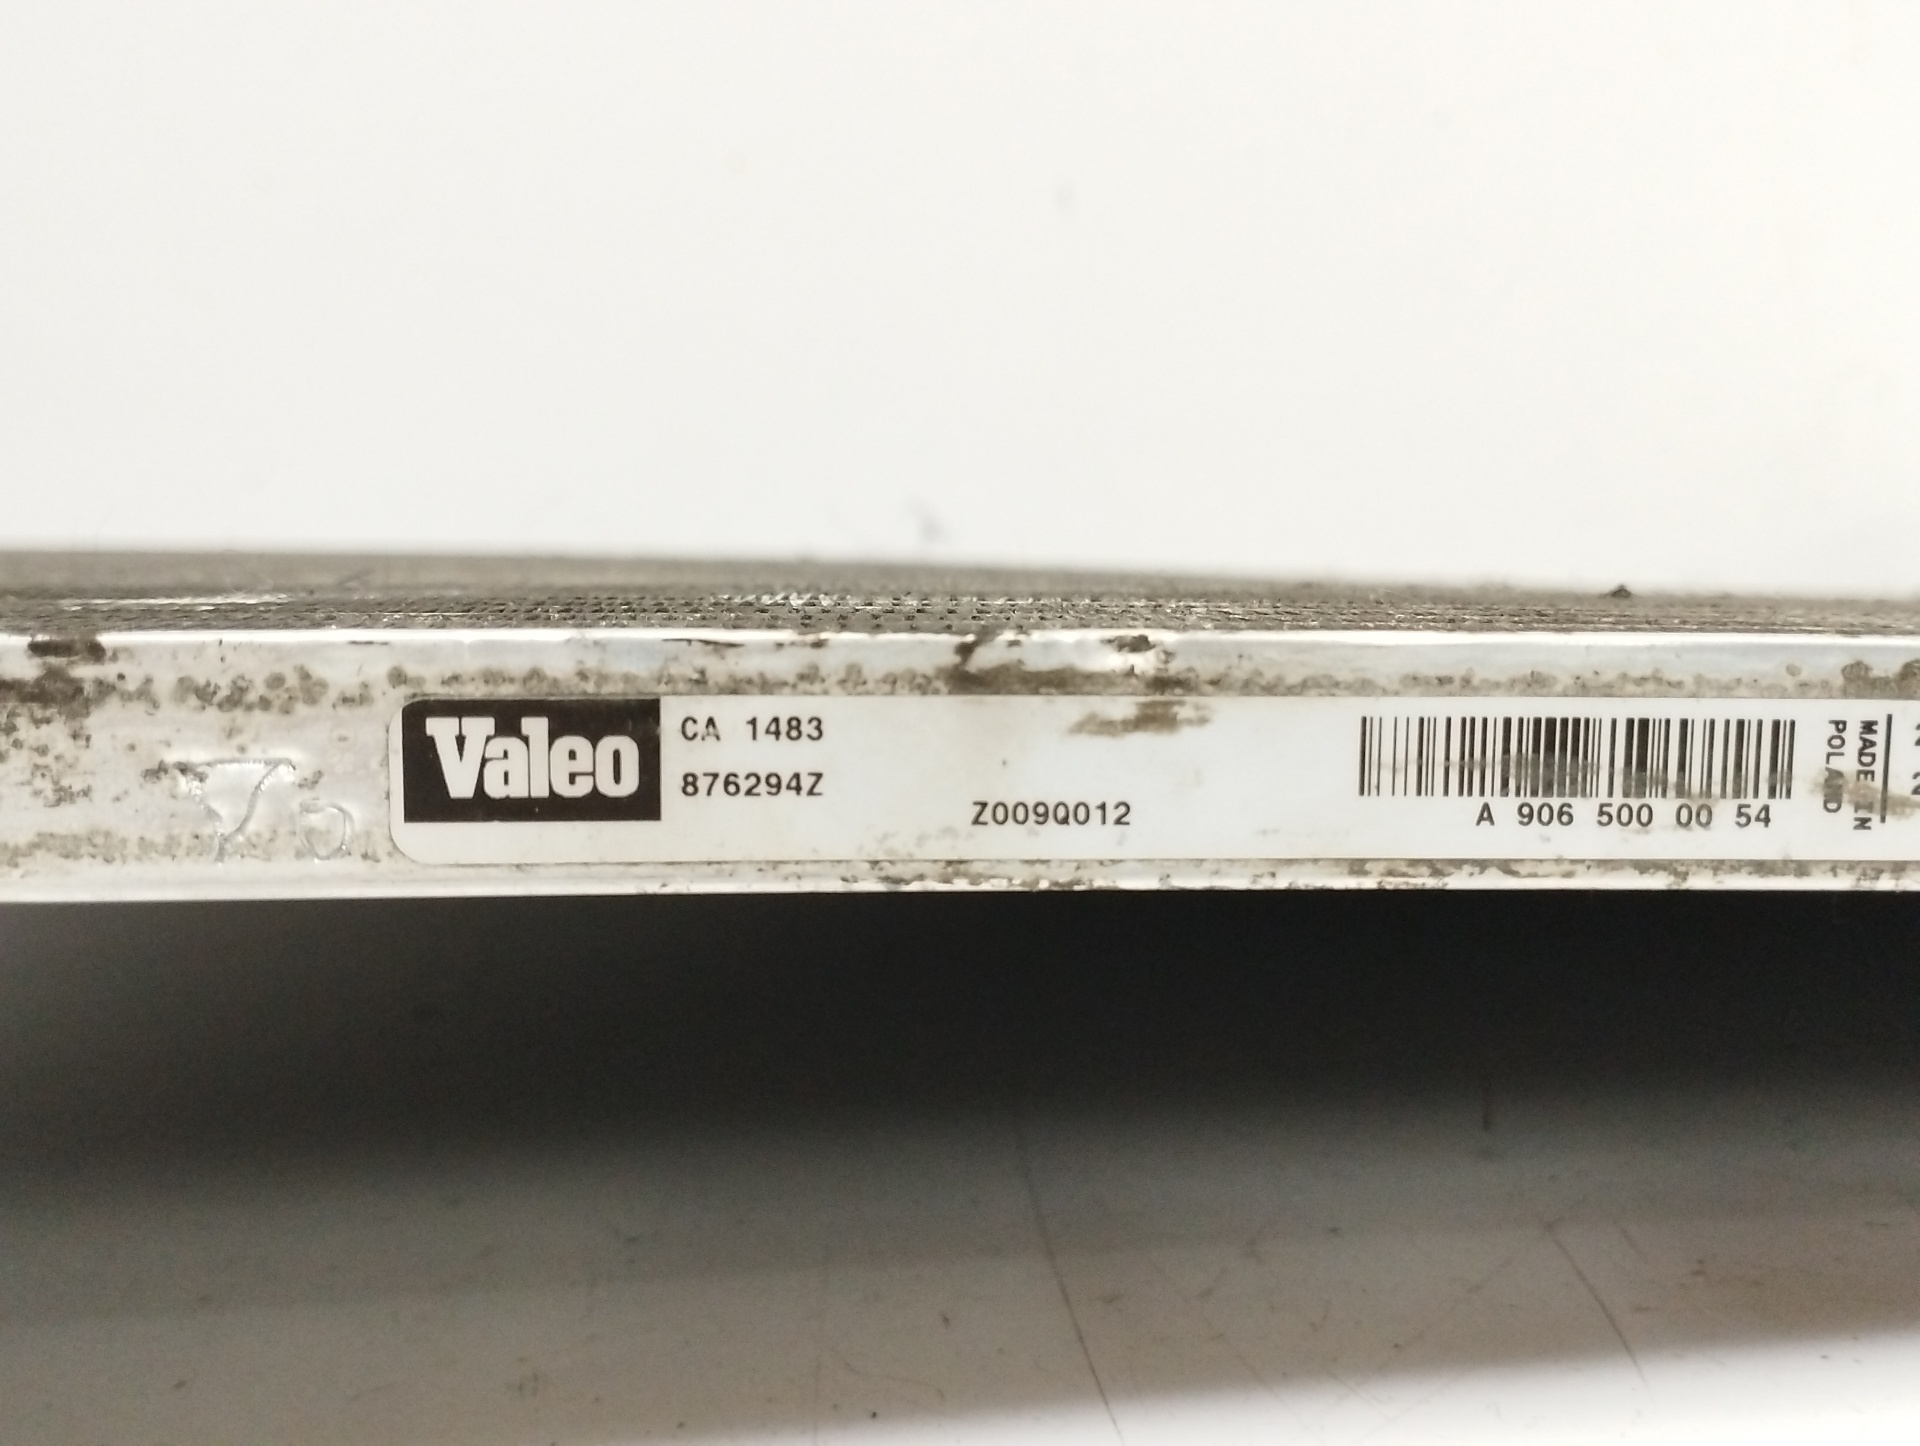 Valeo
CA 1483
876294Z
Z009Q012
A 906 500 00 54
MADE IN
POLAND